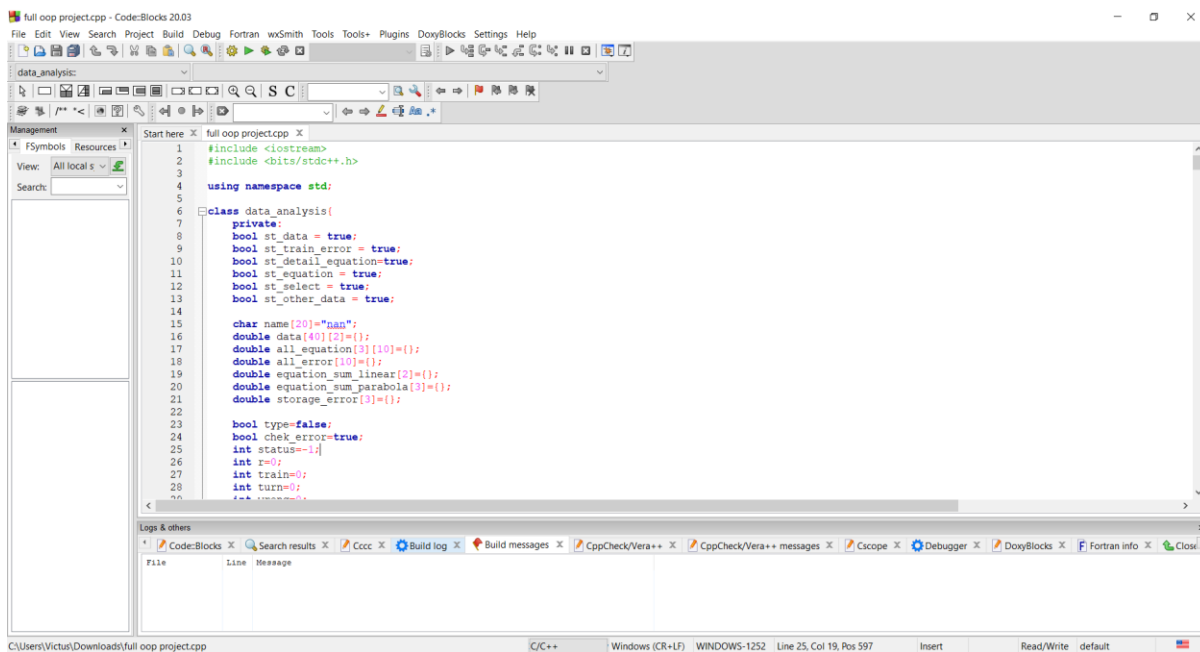 full oop project.cpp - Code::Blocks 20.03
File Edit View Search Project Build Debug Fortran wxSmith Tools Tools+ Plugins DoxyBlocks Settings Help
data_analysis::
S C
/** *<
Aa .*
Management
FSymbols Resources
View: All local s
Search:
Start here full oop project.cpp
1 #include <iostream>
2 #include <bits/stdc++.h>
3
4 using namespace std;
5
6 class data_analysis{
7 private:
8 bool st_data = true;
9 bool st_train_error = true;
10 bool st_detail_equation=true;
11 bool st_equation = true;
12 bool st_select = true;
13 bool st_other_data = true;
14
15 char name[20]="nan";
16 double data[40][2]={};
17 double all_equation[3][10]={};
18 double all_error[10]={};
19 double equation_sum_linear[2]={};
20 double equation_sum_parabola[3]={};
21 double storage_error[3]={};
22
23 bool type=false;
24 bool chek_error=true;
25 int status=-1;
26 int r=0;
27 int train=0;
28 int turn=0;
Logs & others
Code::Blocks Search results Cccc Build log Build messages CppCheck/Vera++ CppCheck/Vera++ messages Cscope Debugger DoxyBlocks Fortran info Close
File Line Message
C:\Users\Victus\Downloads\full oop project.cpp C/C++ Windows (CR+LF) WINDOWS-1252 Line 25, Col 19, Pos 597 Insert Read/Write default